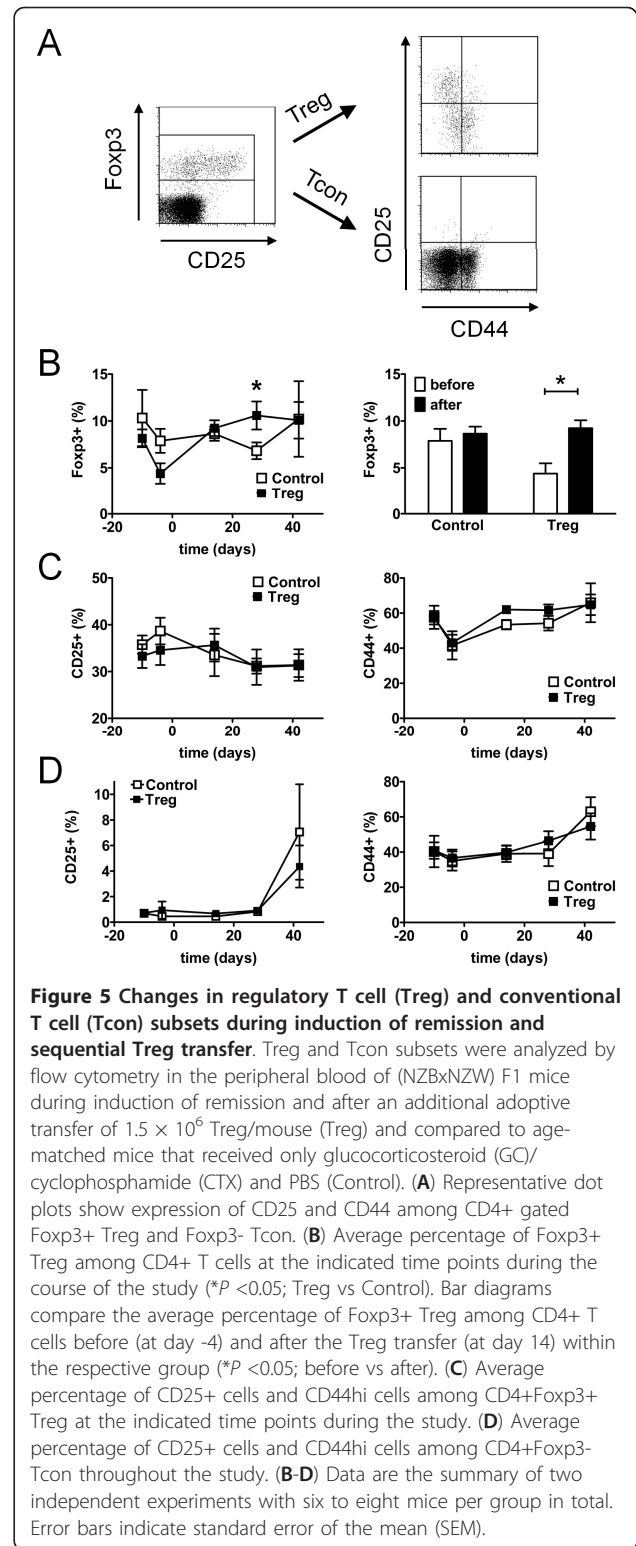 A
Foxp3
CD25
Treg
Tcon
CD25
CD44
B
15
10
5
0
Foxp3+ (%)
*
Control
Treg
-20 0 20 40
time (days)
15
10
5
0
Foxp3+ (%)
before
after
*
Control Treg
C
50
40
30
20
CD25+ (%)
Control
Treg
-20 0 20 40
time (days)
80
60
40
20
0
CD44+ (%)
Control
Treg
-20 0 20 40
time (days)
D
10
8
6
4
2
0
CD25+ (%)
Control
Treg
-20 0 20 40
time (days)
80
60
40
20
0
CD44+ (%)
Control
Treg
-20 0 20 40
time (days)
Figure 5 Changes in regulatory T cell (Treg) and conventional
T cell (Tcon) subsets during induction of remission and
sequential Treg transfer. Treg and Tcon subsets were analyzed by
flow cytometry in the peripheral blood of (NZBxNZW) F1 mice
during induction of remission and after an additional adoptive
transfer of 1.5 × 10⁶ Treg/mouse (Treg) and compared to age-
matched mice that received only glucocorticosteroid (GC)/
cyclophosphamide (CTX) and PBS (Control). (A) Representative dot
plots show expression of CD25 and CD44 among CD4+ gated
Foxp3+ Treg and Foxp3- Tcon. (B) Average percentage of Foxp3+
Treg among CD4+ T cells at the indicated time points during the
course of the study (*P <0.05; Treg vs Control). Bar diagrams
compare the average percentage of Foxp3+ Treg among CD4+ T
cells before (at day -4) and after the Treg transfer (at day 14) within
the respective group (*P <0.05; before vs after). (C) Average
percentage of CD25+ cells and CD44hi cells among CD4+Foxp3+
Treg at the indicated time points during the study. (D) Average
percentage of CD25+ cells and CD44hi cells among CD4+Foxp3-
Tcon throughout the study. (B-D) Data are the summary of two
independent experiments with six to eight mice per group in total.
Error bars indicate standard error of the mean (SEM).